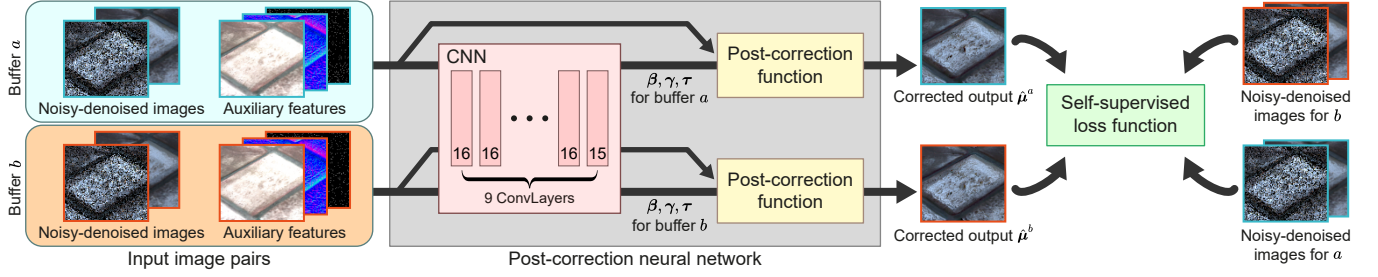 Buffer a
Noisy-denoised images
Auxiliary features
Buffer b
Noisy-denoised images
Auxiliary features
Input image pairs
CNN
16 16 16 15
9 ConvLayers
β, γ, τ
for buffer a
Post-correction
function
β, γ, τ
for buffer b
Post-correction
function
Post-correction neural network
Corrected output μ̂ᵃ
Corrected output μ̂ᵇ
Self-supervised
loss function
Noisy-denoised
images for b
Noisy-denoised
images for a